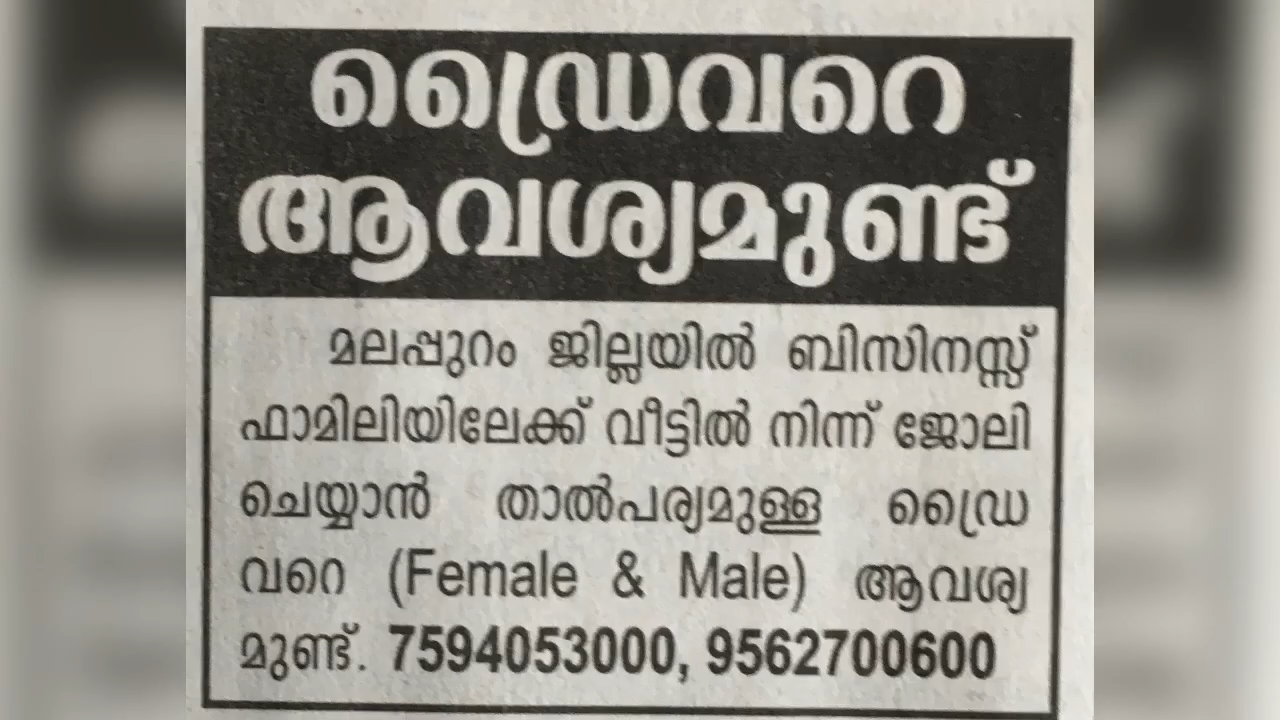 ഡ്രൈവറെ
ആവശ്യമുണ്ട്
മലപ്പുറം ജില്ലയിൽ ബിസിനസ്സ്
ഫാമിലിയിലേക്ക് വീട്ടിൽ നിന്ന് ജോലി
ചെയ്യാൻ താൽപര്യമുള്ള ഡ്രൈ
വറെ (Female & Male) ആവശ്യ
മുണ്ട്. 7594053000, 9562700600